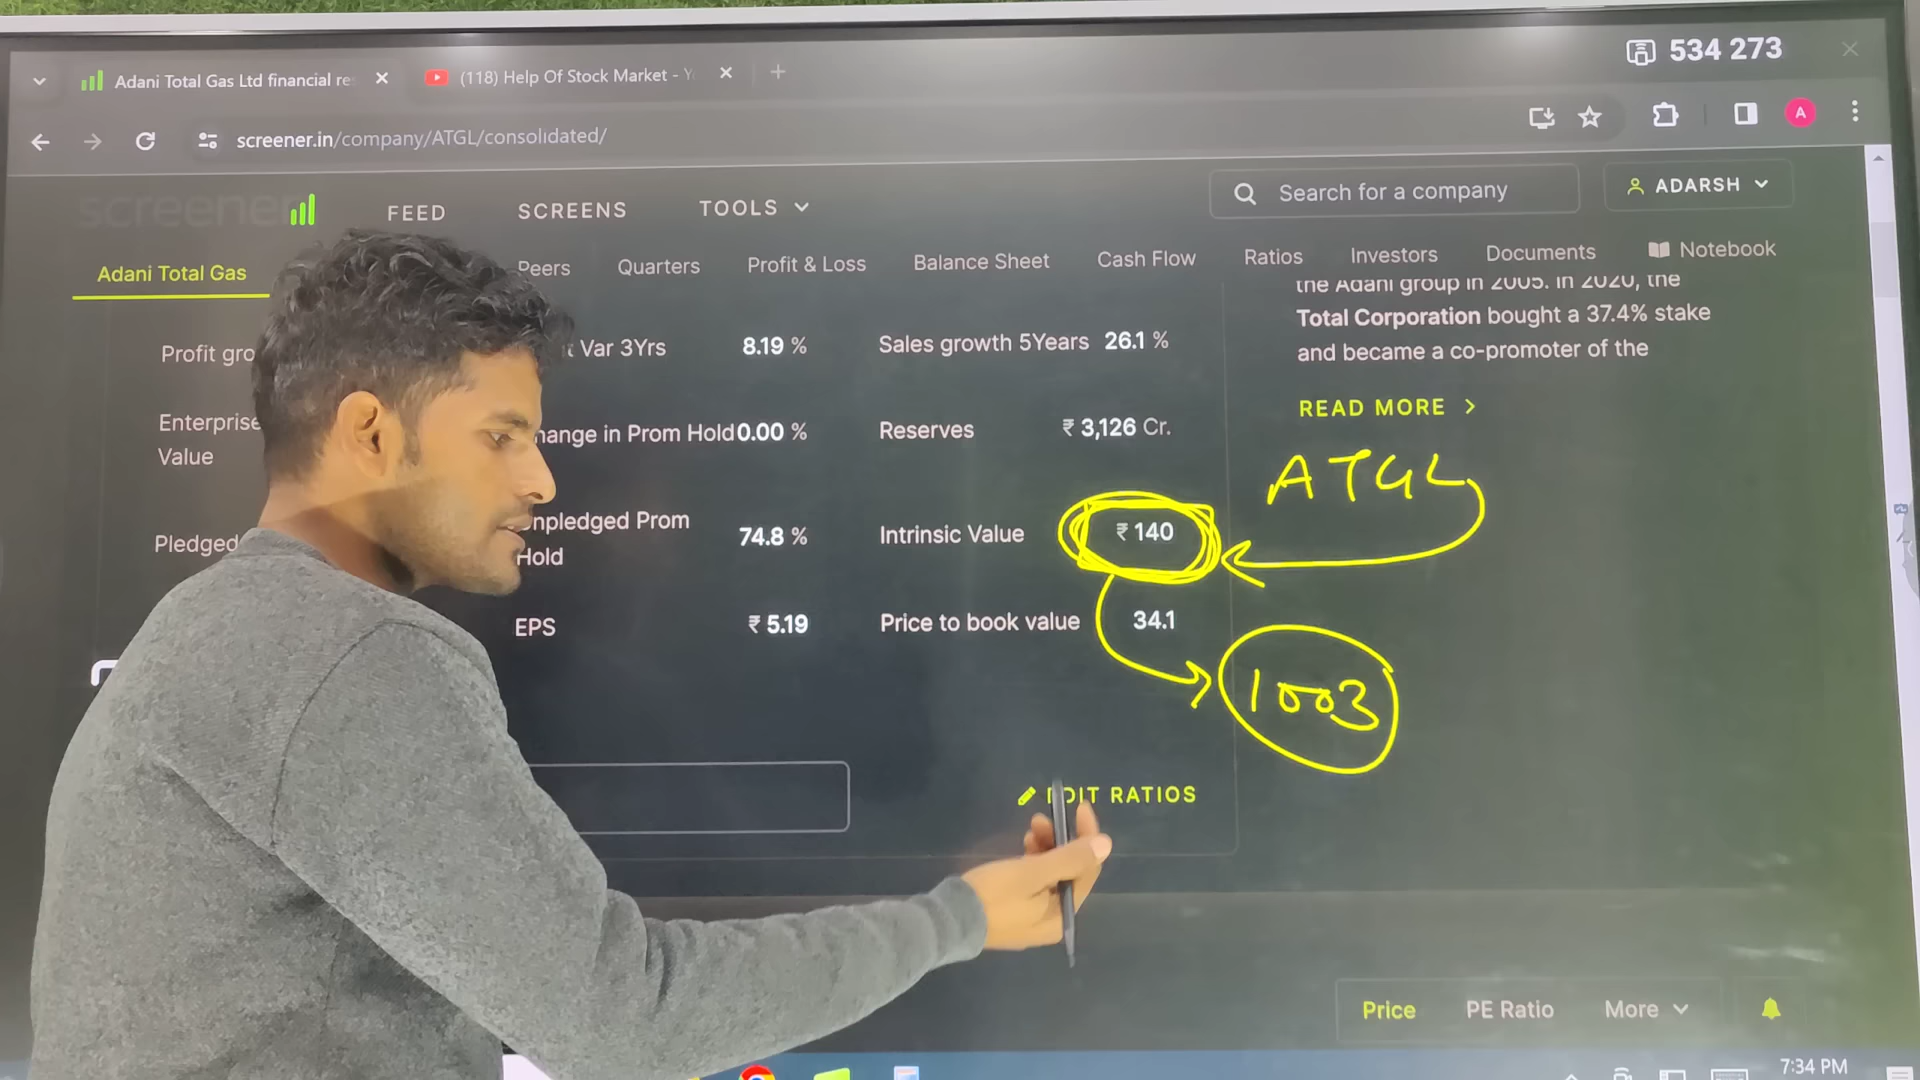 534 273
Adani Total Gas Ltd financial re
(118) Help Of Stock Market - Y
screener.in/company/ATGL/consolidated/
screener
FEED
SCREENS
TOOLS
Search for a company
ADARSH
Adani Total Gas
Peers
Quarters
Profit & Loss
Balance Sheet
Cash Flow
Ratios
Investors
Documents
Notebook
the Adani group in 2005. In 2020, the
Total Corporation bought a 37.4% stake
and became a co-promoter of the
READ MORE
Profit gro
t Var 3Yrs 8.19 %
Sales growth 5Years 26.1 %
Enterprise
Value
hange in Prom Hold 0.00 %
Reserves ₹ 3,126 Cr.
ATGL
Pledged
npledged Prom
Hold
74.8 %
Intrinsic Value ₹ 140
EPS ₹ 5.19
Price to book value 34.1
1003
EDIT RATIOS
Price
PE Ratio
More
7:34 PM
A